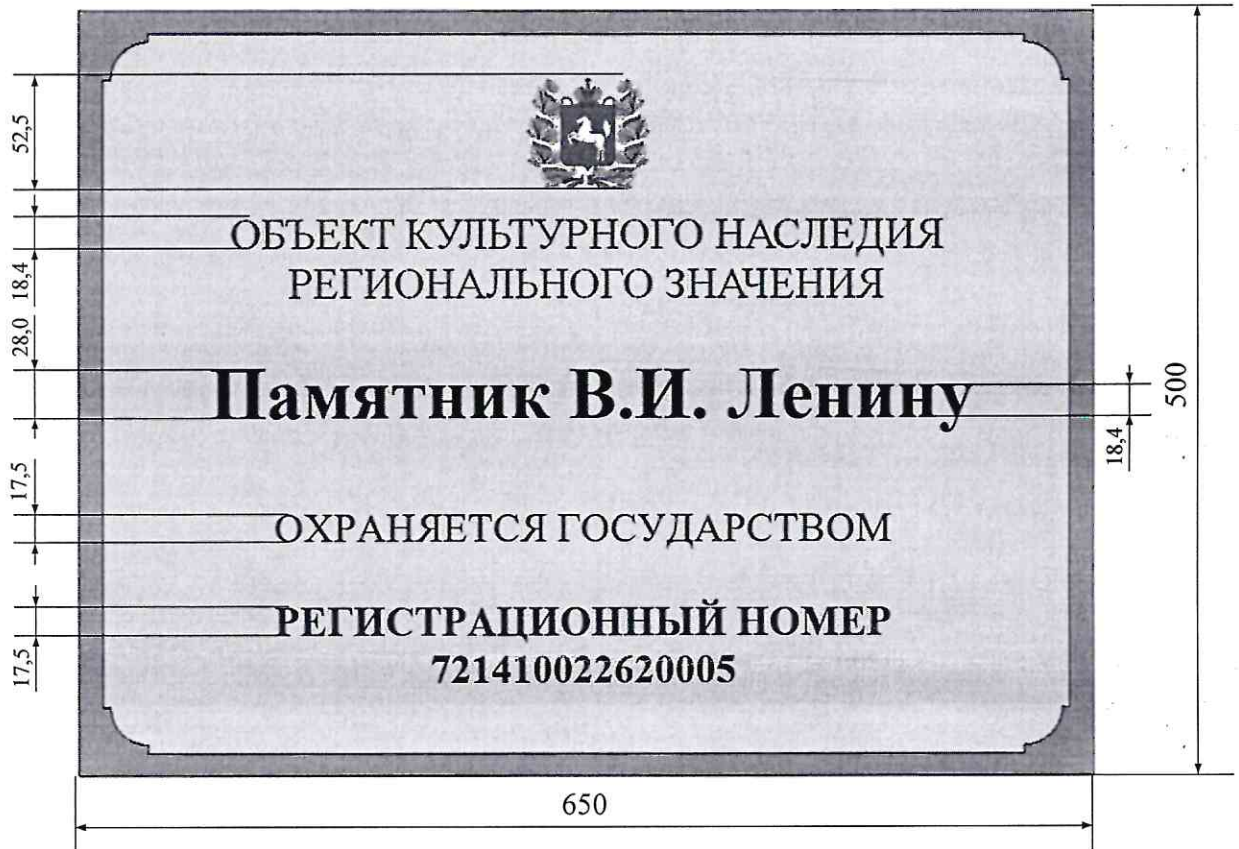 52,5
ОБЪЕКТ КУЛЬТУРНОГО НАСЛЕДИЯ
18,4
РЕГИОНАЛЬНОГО ЗНАЧЕНИЯ
28,0
Памятник В.И. Ленину
500
18,4
17,5
ОХРАНЯЕТСЯ ГОСУДАРСТВОМ
РЕГИСТРАЦИОННЫЙ НОМЕР
17,5
721410022620005
650